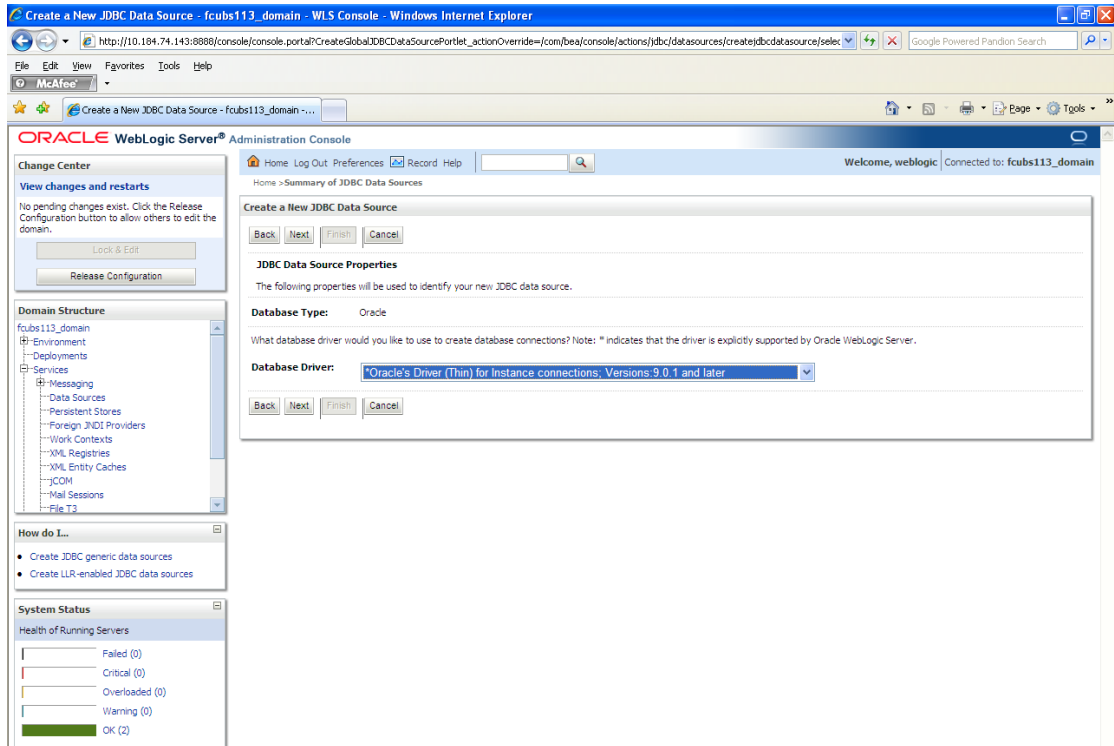 Create a New JDBC Data Source - fcubs113_domain - WLS Console - Windows Internet Explorer
http://10.184.74.143:8888/console/console.portal?CreateGlobalJDBCDataSourcePortlet_actionOverride=/com/bea/console/actions/jdbc/datasources/createjdbcdatasource/selec
Google Powered Pandion Search
File Edit View Favorites Tools Help
McAfee
Create a New JDBC Data Source - fcubs113_domain -...
Page Tools
ORACLE WebLogic Server® Administration Console
Change Center
View changes and restarts
No pending changes exist. Click the Release
Configuration button to allow others to edit the
domain.
Lock & Edit
Release Configuration
Domain Structure
fcubs113_domain
Environment
Deployments
Services
Messaging
Data Sources
Persistent Stores
Foreign JNDI Providers
Work Contexts
XML Registries
XML Entity Caches
jCOM
Mail Sessions
File T3
How do I...
Create JDBC generic data sources
Create LLR-enabled JDBC data sources
System Status
Health of Running Servers
Failed (0)
Critical (0)
Overloaded (0)
Warning (0)
OK (2)
Home Log Out Preferences Record Help
Welcome, weblogic Connected to: fcubs113_domain
Home >Summary of JDBC Data Sources
Create a New JDBC Data Source
Back Next Finish Cancel
JDBC Data Source Properties
The following properties will be used to identify your new JDBC data source.
Database Type: Oracle
What database driver would you like to use to create database connections? Note: * indicates that the driver is explicitly supported by Oracle WebLogic Server.
Database Driver: *Oracle's Driver (Thin) for Instance connections; Versions:9.0.1 and later
Back Next Finish Cancel